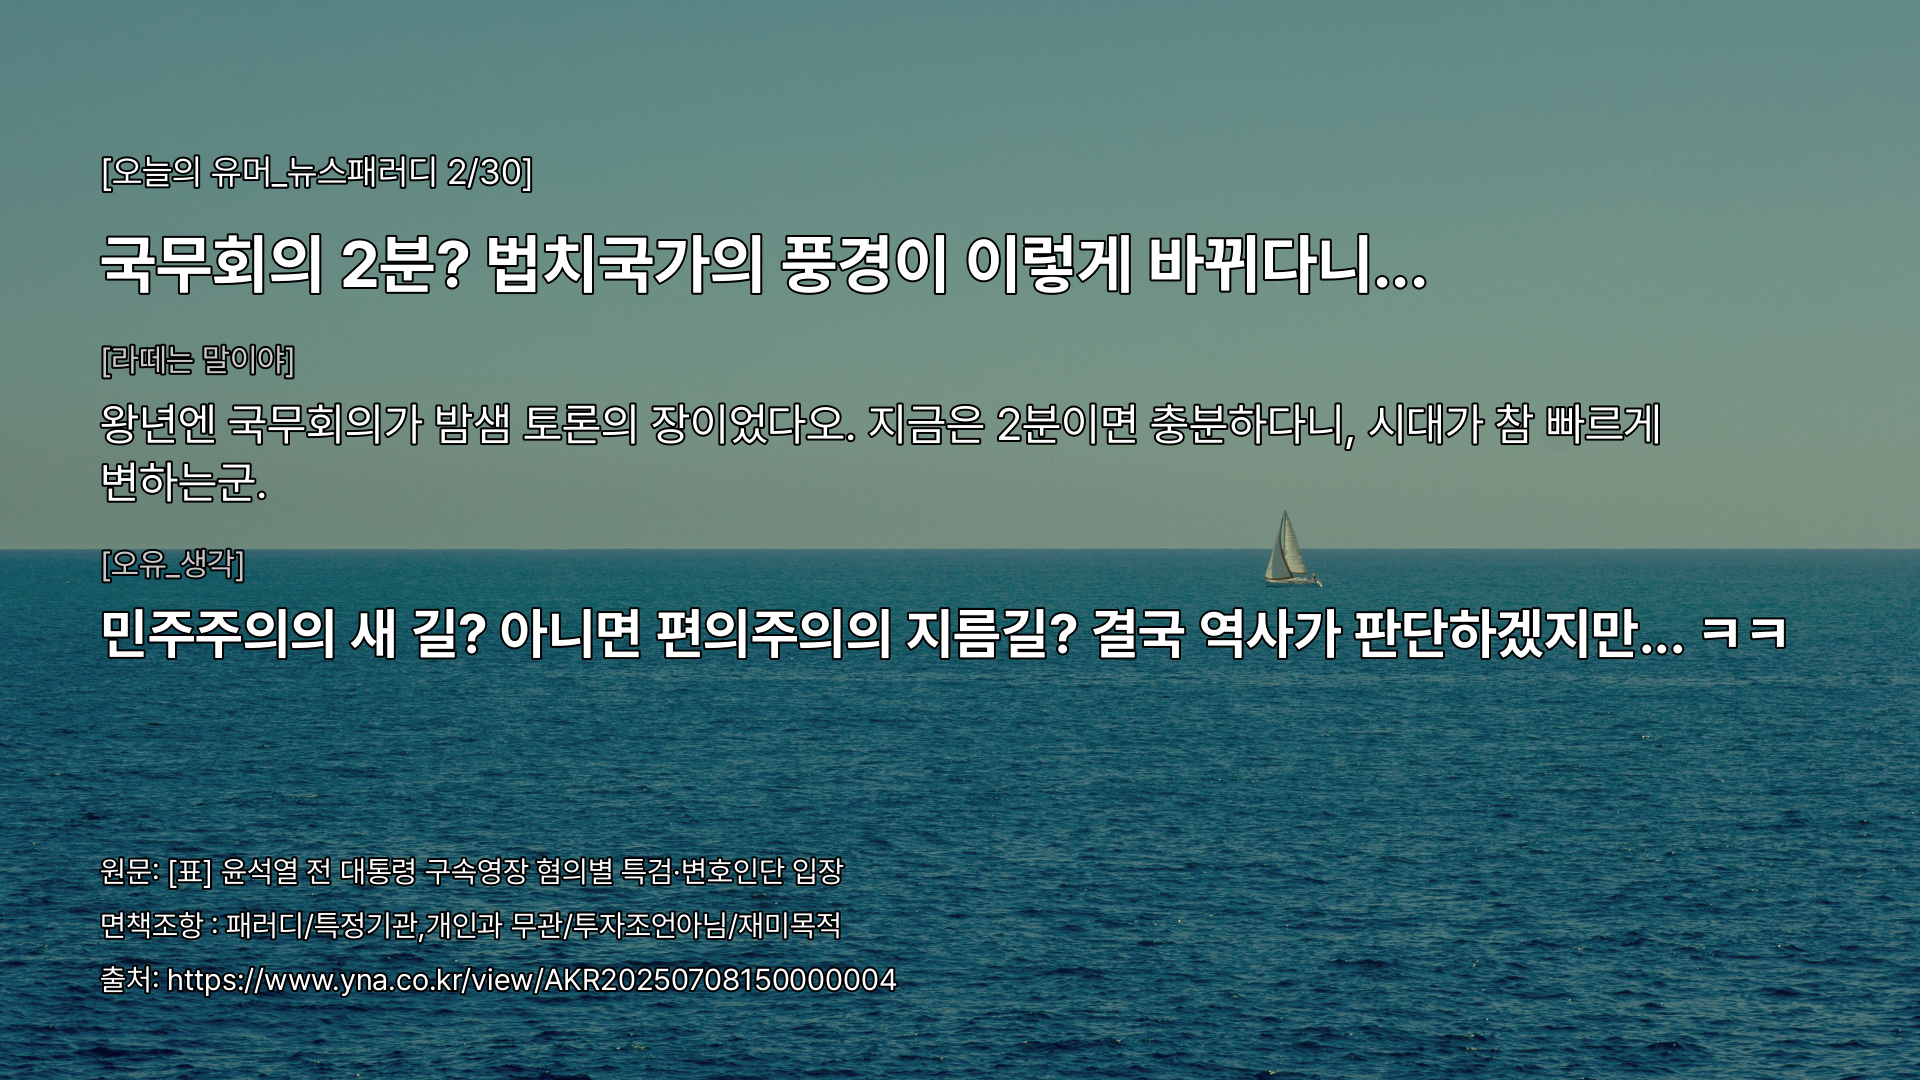 [오늘의 유머_뉴스패러디 2/30]
국무회의 2분? 법치국가의 풍경이 이렇게 바뀌다니...
[라떼는 말이야]
왕년엔 국무회의가 밤샘 토론의 장이었다오. 지금은 2분이면 충분하다니, 시대가 참 빠르게
변하는군.
[오유_생각]
민주주의의 새 길? 아니면 편의주의의 지름길? 결국 역사가 판단하겠지만... ㅋㅋ
원문: [표] 윤석열 전 대통령 구속영장 혐의별 특검·변호인단 입장
면책조항 : 패러디/특정기관,개인과 무관/투자조언아님/재미목적
출처: https://www.yna.co.kr/view/AKR20250708150000004